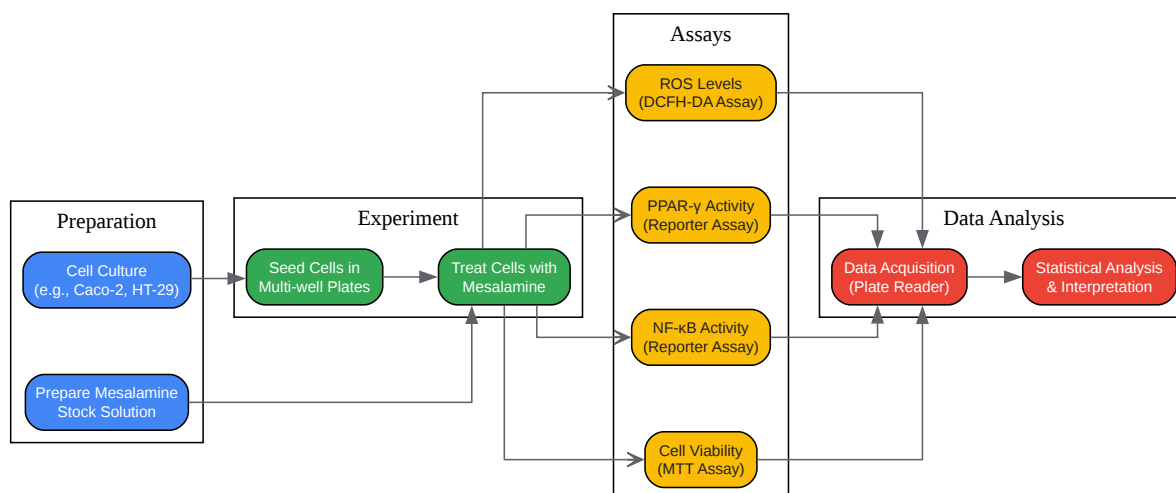 Preparation
Cell Culture
(e.g., Caco-2, HT-29)
Prepare Mesalamine
Stock Solution
Experiment
Seed Cells in
Multi-well Plates
Treat Cells with
Mesalamine
Assays
ROS Levels
(DCFH-DA Assay)
PPAR-γ Activity
(Reporter Assay)
NF-κB Activity
(Reporter Assay)
Cell Viability
(MTT Assay)
Data Analysis
Data Acquisition
(Plate Reader)
Statistical Analysis
& Interpretation